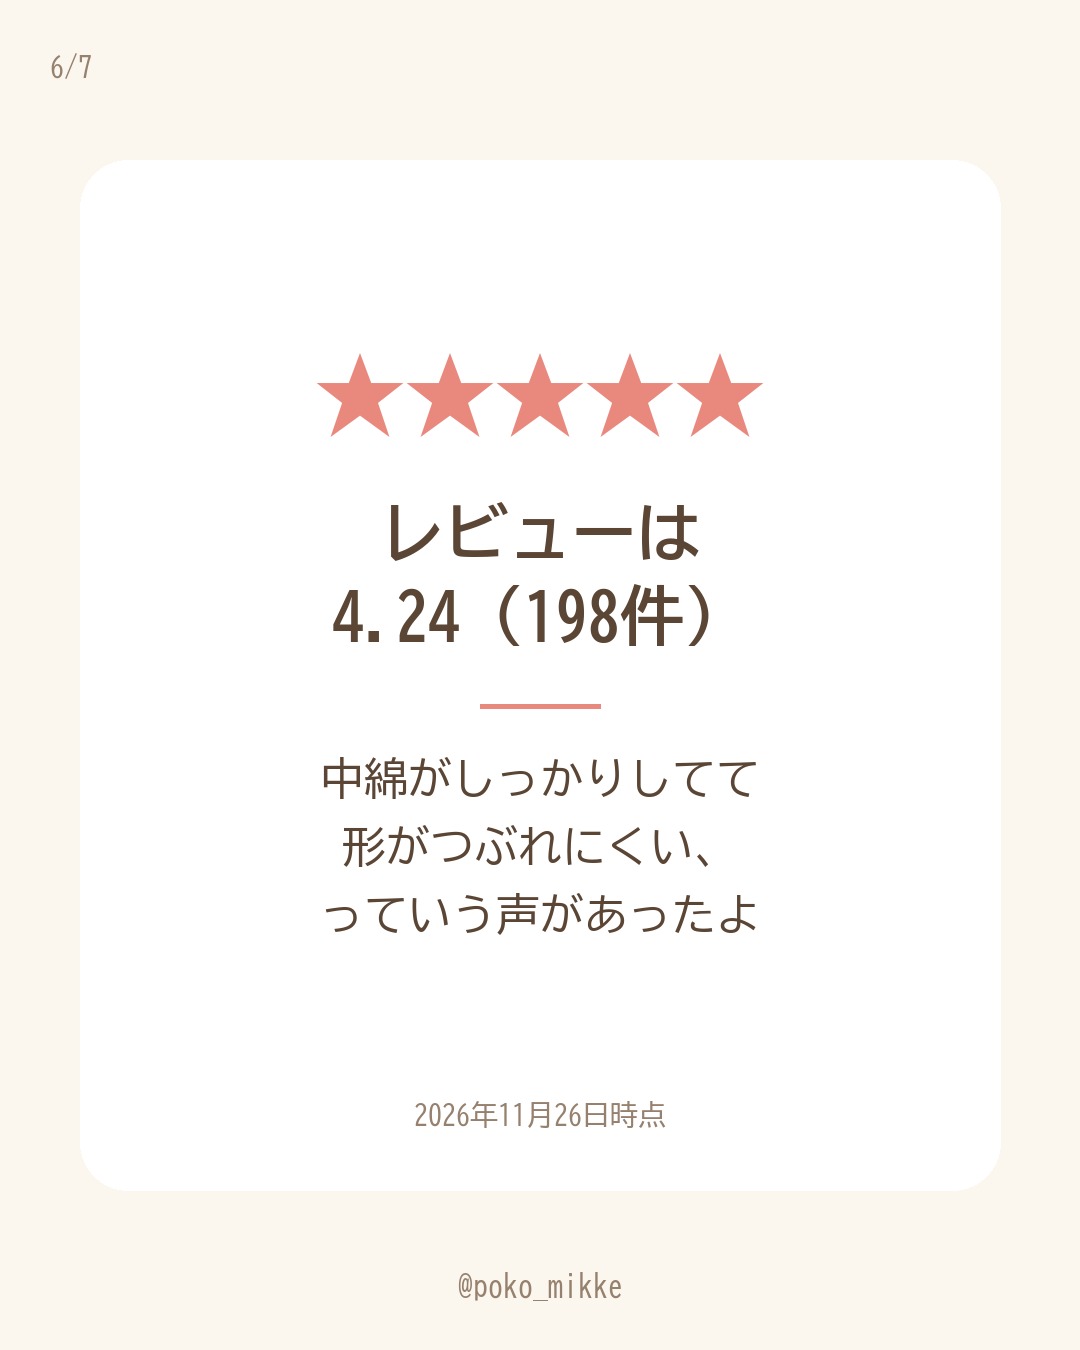 6/7
★★★★★
レビューは
4.24（198件）
中綿がしっかりしてて
形がつぶれにくい、
っていう声があったよ
2026年11月26日時点
@poko_mikke